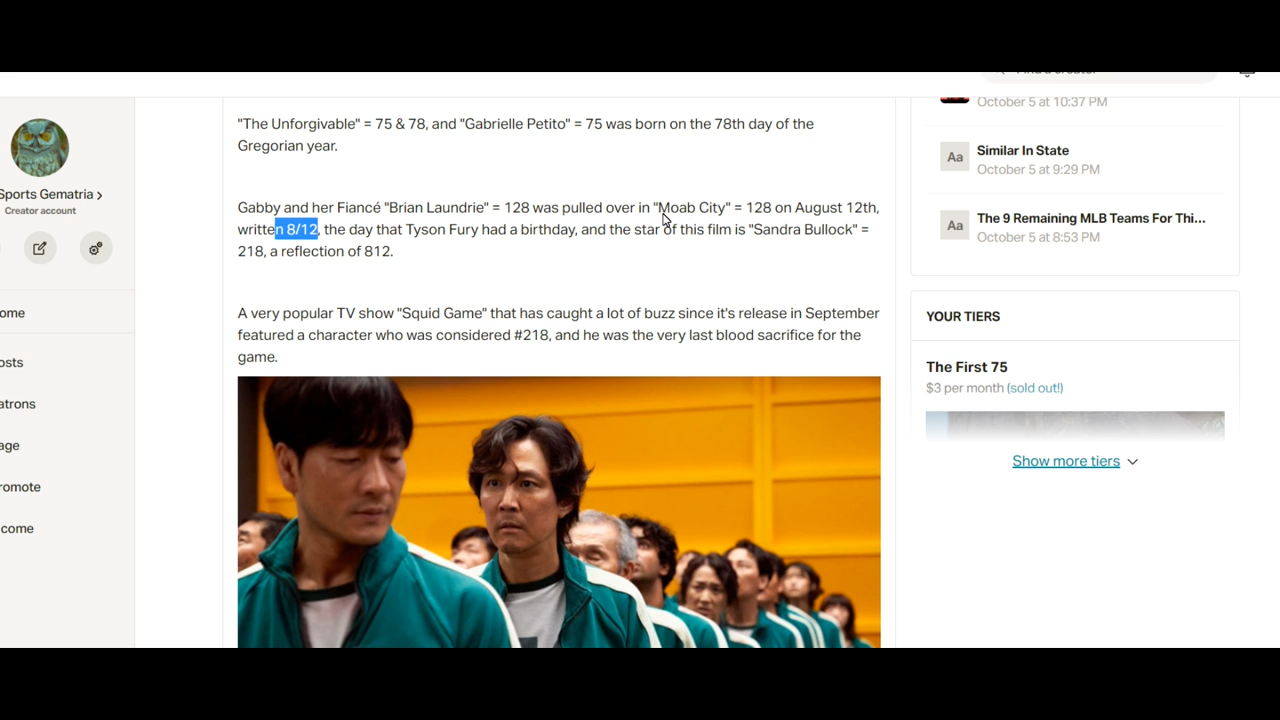 "The Unforgivable" = 75 & 78, and "Gabrielle Petito" = 75 was born on the 78th day of the
Gregorian year.
Gabby and her Fiancé "Brian Laundrie" = 128 was pulled over in "Moab City" = 128 on August 12th,
written 8/12, the day that Tyson Fury had a birthday, and the star of this film is "Sandra Bullock" =
218, a reflection of 812.
A very popular TV show "Squid Game" that has caught a lot of buzz since it's release in September
featured a character who was considered #218, and he was the very last blood sacrifice for the
game.
Sports Gematria
Creator account
ome
osts
atrons
age
romote
come
October 5 at 10:37 PM
Aa
Similar In State
October 5 at 9:29 PM
Aa
The 9 Remaining MLB Teams For Thi...
October 5 at 8:53 PM
YOUR TIERS
The First 75
$3 per month (sold out!)
Show more tiers